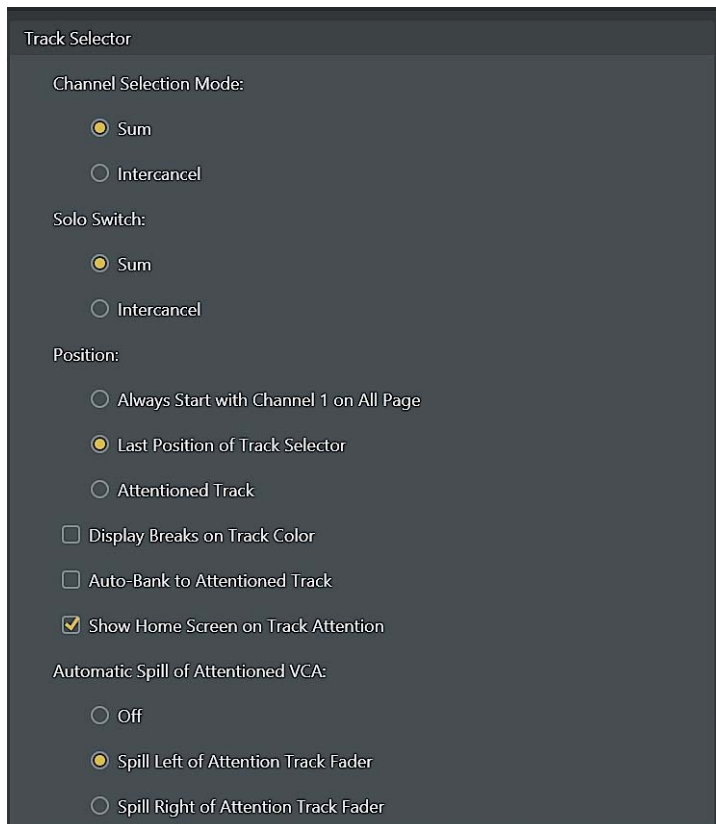 Track Selector
Channel Selection Mode:
Sum
Intercancel
Solo Switch:
Sum
Intercancel
Position:
Always Start with Channel 1 on All Page
Last Position of Track Selector
Attentioned Track
Display Breaks on Track Color
Auto-Bank to Attentioned Track
Show Home Screen on Track Attention
Automatic Spill of Attentioned VCA:
Off
Spill Left of Attention Track Fader
Spill Right of Attention Track Fader